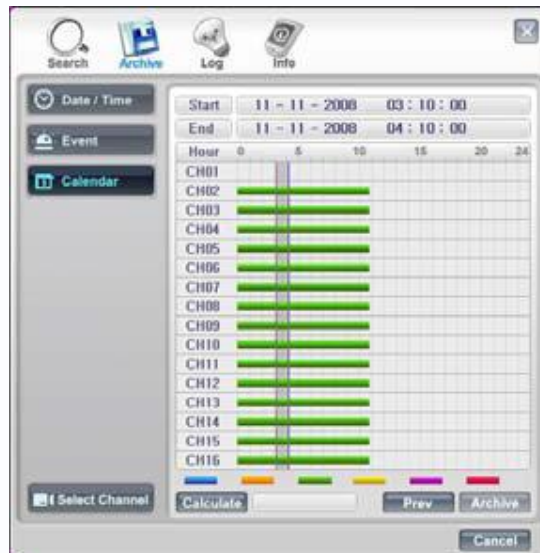 Search Archive Log Info
Date / Time
Event
Calendar
Start 11 - 11 - 2008 03 : 10 : 00
End 11 - 11 - 2008 04 : 10 : 00
Hour 0 5 10 15 20 24
CH01
CH02
CH03
CH04
CH05
CH06
CH07
CH08
CH09
CH10
CH11
CH12
CH13
CH14
CH15
CH16
Select Channel
Calculate Prev Archive
Cancel